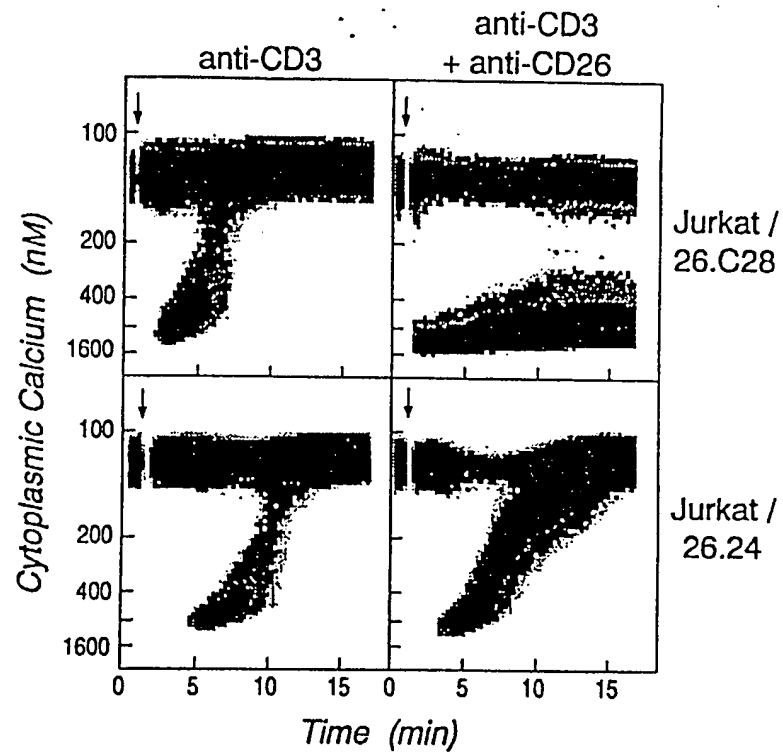 anti-CD3
anti-CD3
+ anti-CD26
Cytoplasmic Calcium (nM)
100
200
400
1600
Jurkat /
26.C28
100
200
400
1600
Jurkat /
26.24
0 5 10 15 0 5 10 15
Time (min)